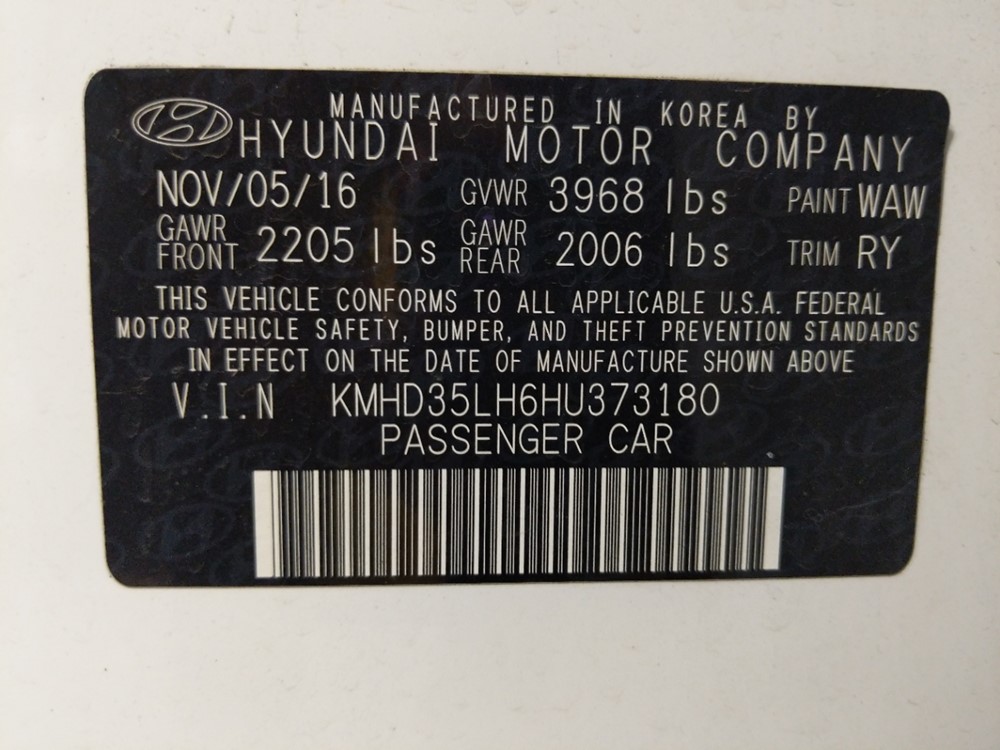 MANUFACTURED IN KOREA BY
HYUNDAI MOTOR COMPANY
NOV/05/16 GVWR 3968 lbs PAINT WAW
GAWR FRONT 2205 lbs GAWR REAR 2006 lbs TRIM RY
THIS VEHICLE CONFORMS TO ALL APPLICABLE U.S.A. FEDERAL
MOTOR VEHICLE SAFETY, BUMPER, AND THEFT PREVENTION STANDARDS
IN EFFECT ON THE DATE OF MANUFACTURE SHOWN ABOVE
V.I.N KMHD35LH6HU373180
PASSENGER CAR